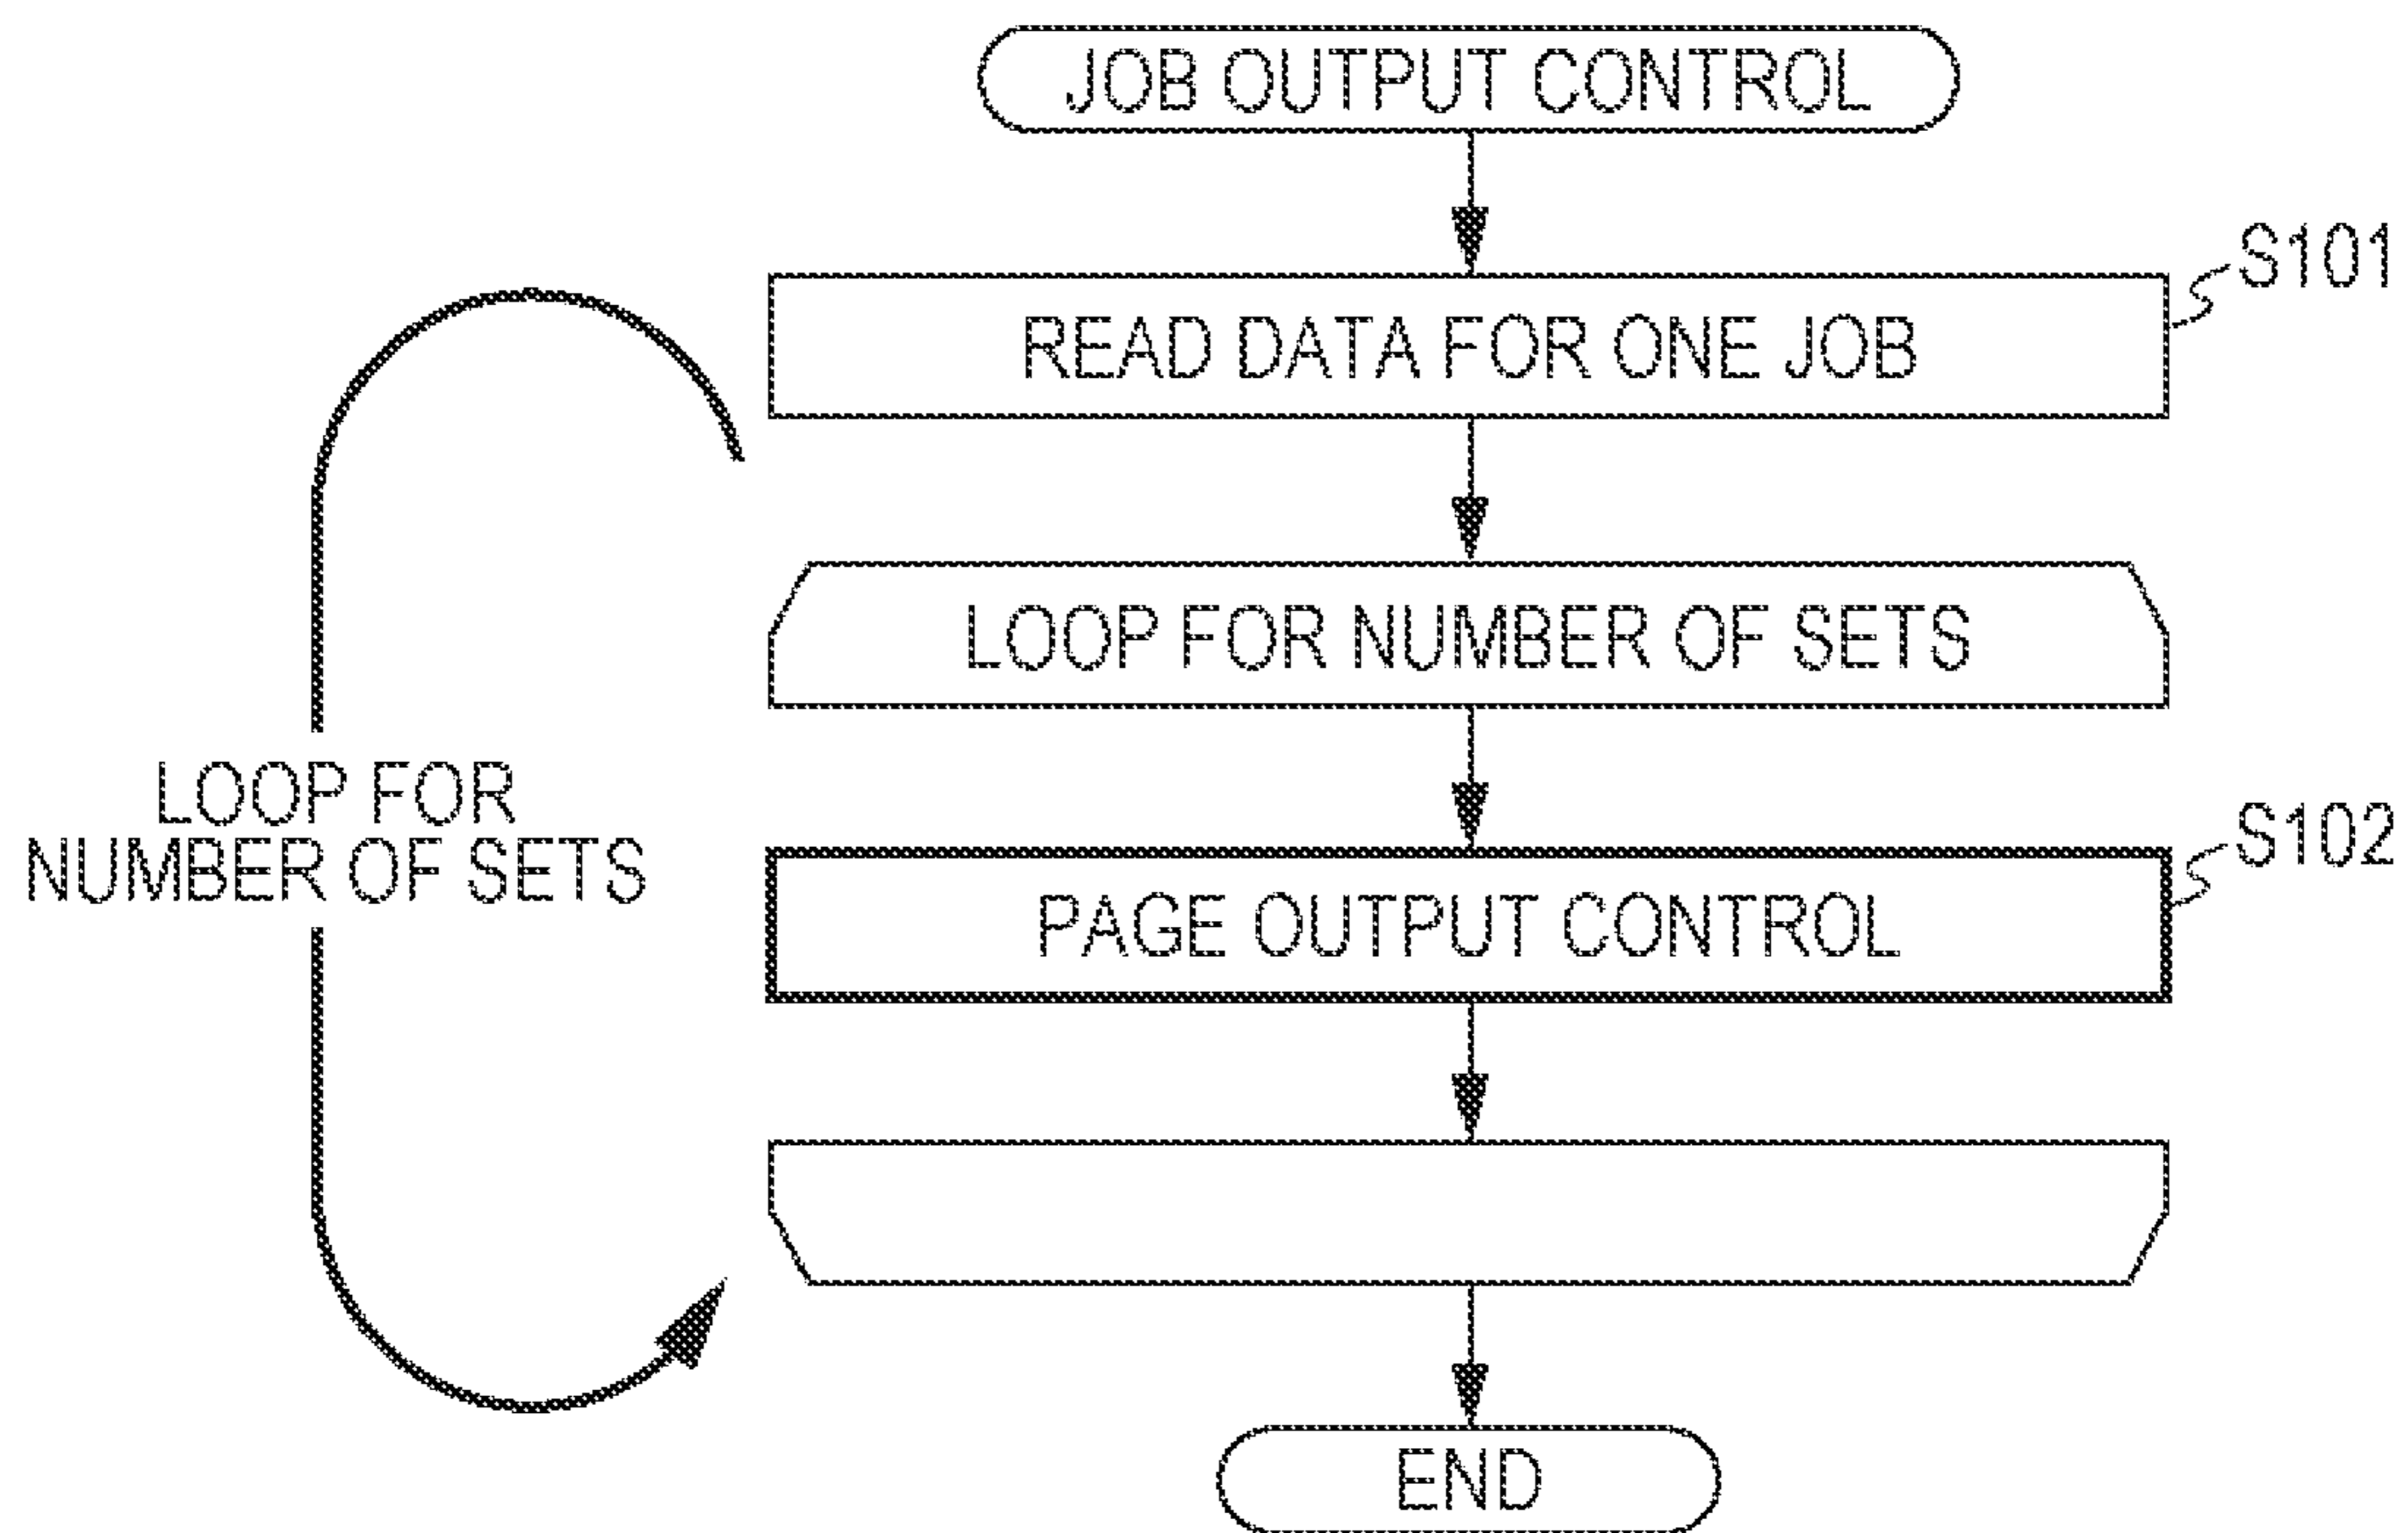 JOB OUTPUT CONTROL
S101
READ DATA FOR ONE JOB
LOOP FOR NUMBER OF SETS
LOOP FOR
NUMBER OF SETS
S102
PAGE OUTPUT CONTROL
END